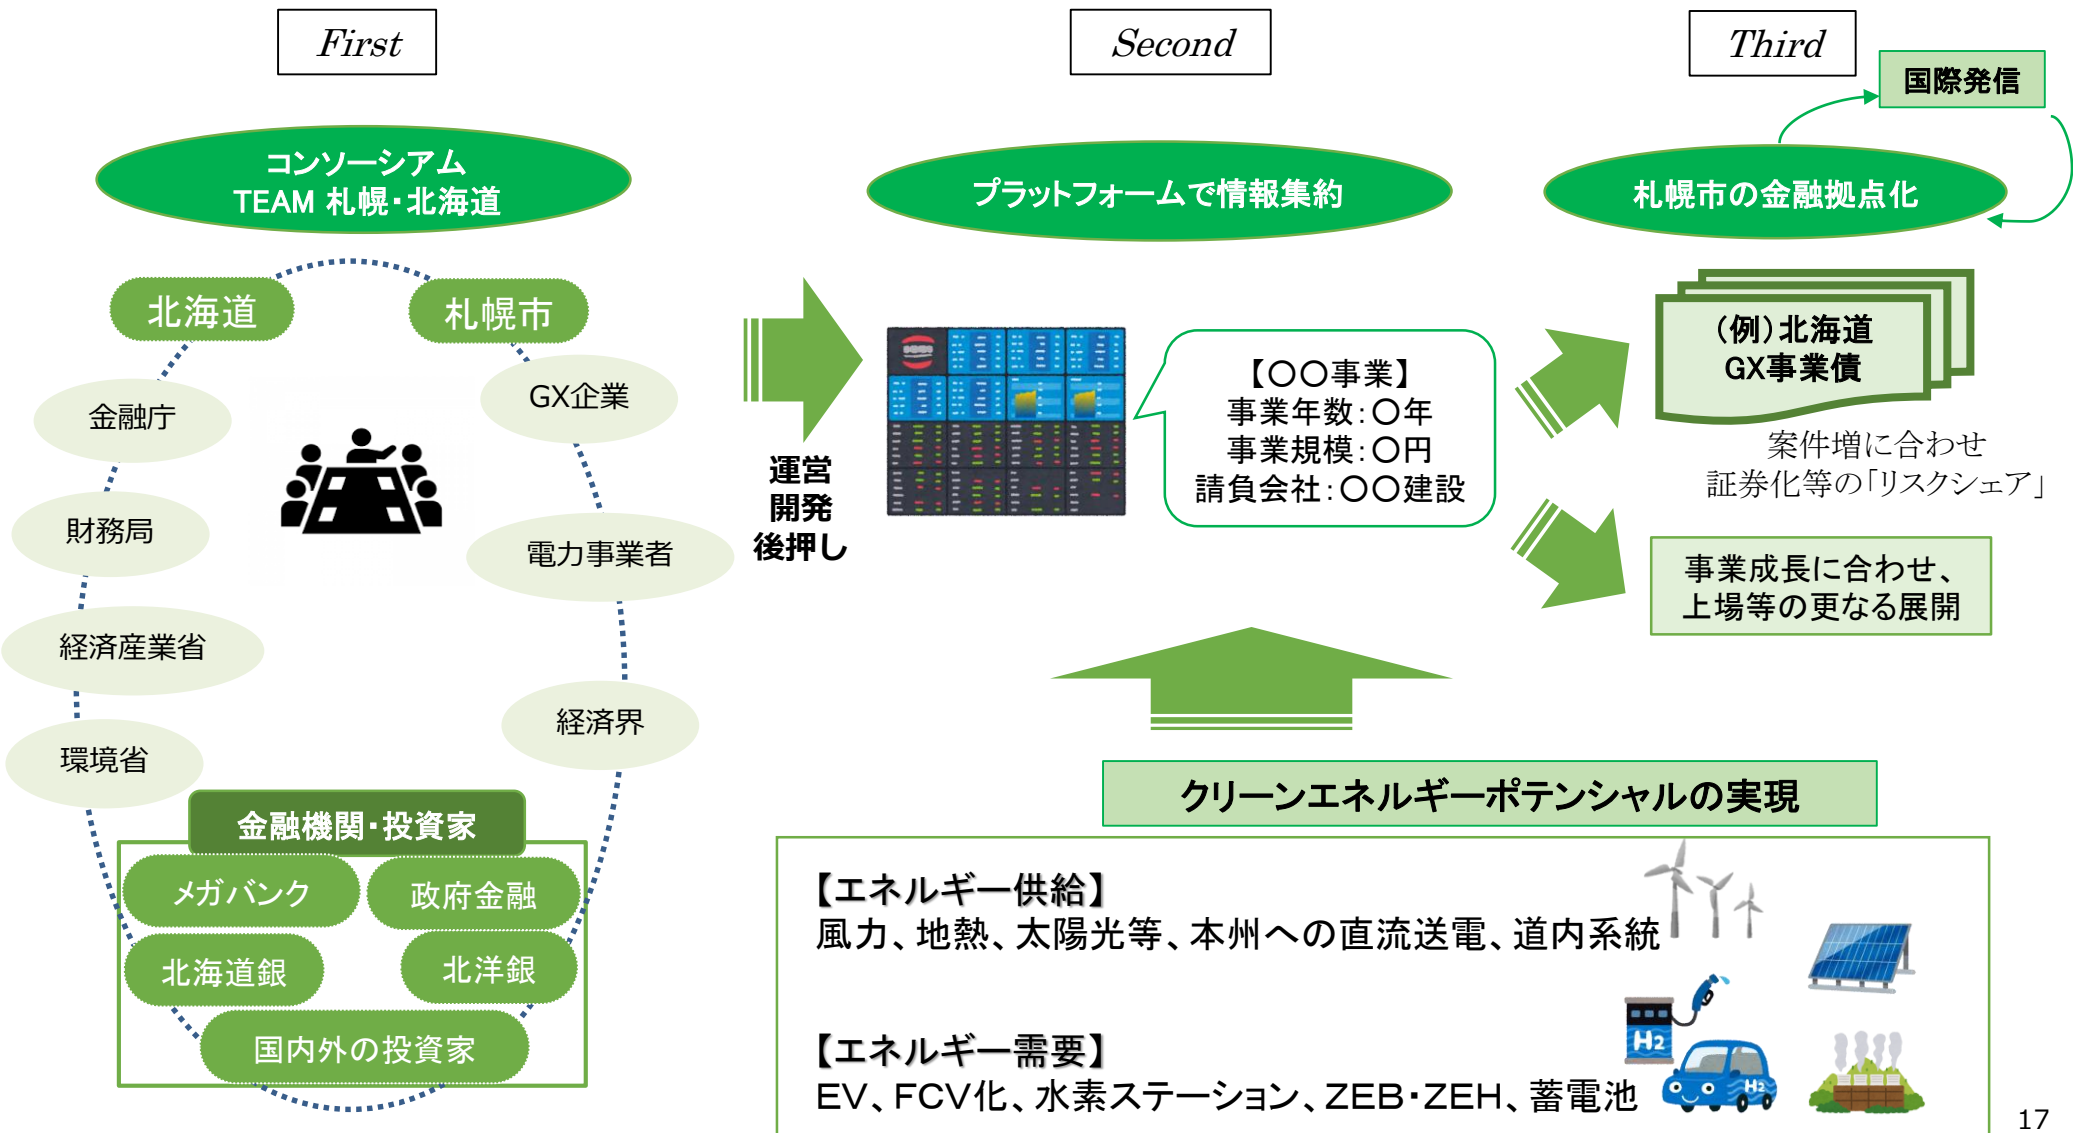 First
コンソーシアム
TEAM 札幌・北海道
北海道
札幌市
金融庁
GX企業
財務局
電力事業者
経済産業省
経済界
環境省
金融機関・投資家
メガバンク
政府金融
北海道銀
北洋銀
国内外の投資家
運営
開発
後押し
Second
プラットフォームで情報集約
【〇〇事業】
事業年数：〇年
事業規模：〇円
請負会社：〇〇建設
Third
国際発信
札幌市の金融拠点化
（例）北海道
GX事業債
案件増に合わせ
証券化等の「リスクシェア」
事業成長に合わせ、
上場等の更なる展開
クリーンエネルギーポテンシャルの実現
【エネルギー供給】
風力、地熱、太陽光等、本州への直流送電、道内系統
【エネルギー需要】
EV、FCV化、水素ステーション、ZEB・ZEH、蓄電池
H2
H2
17